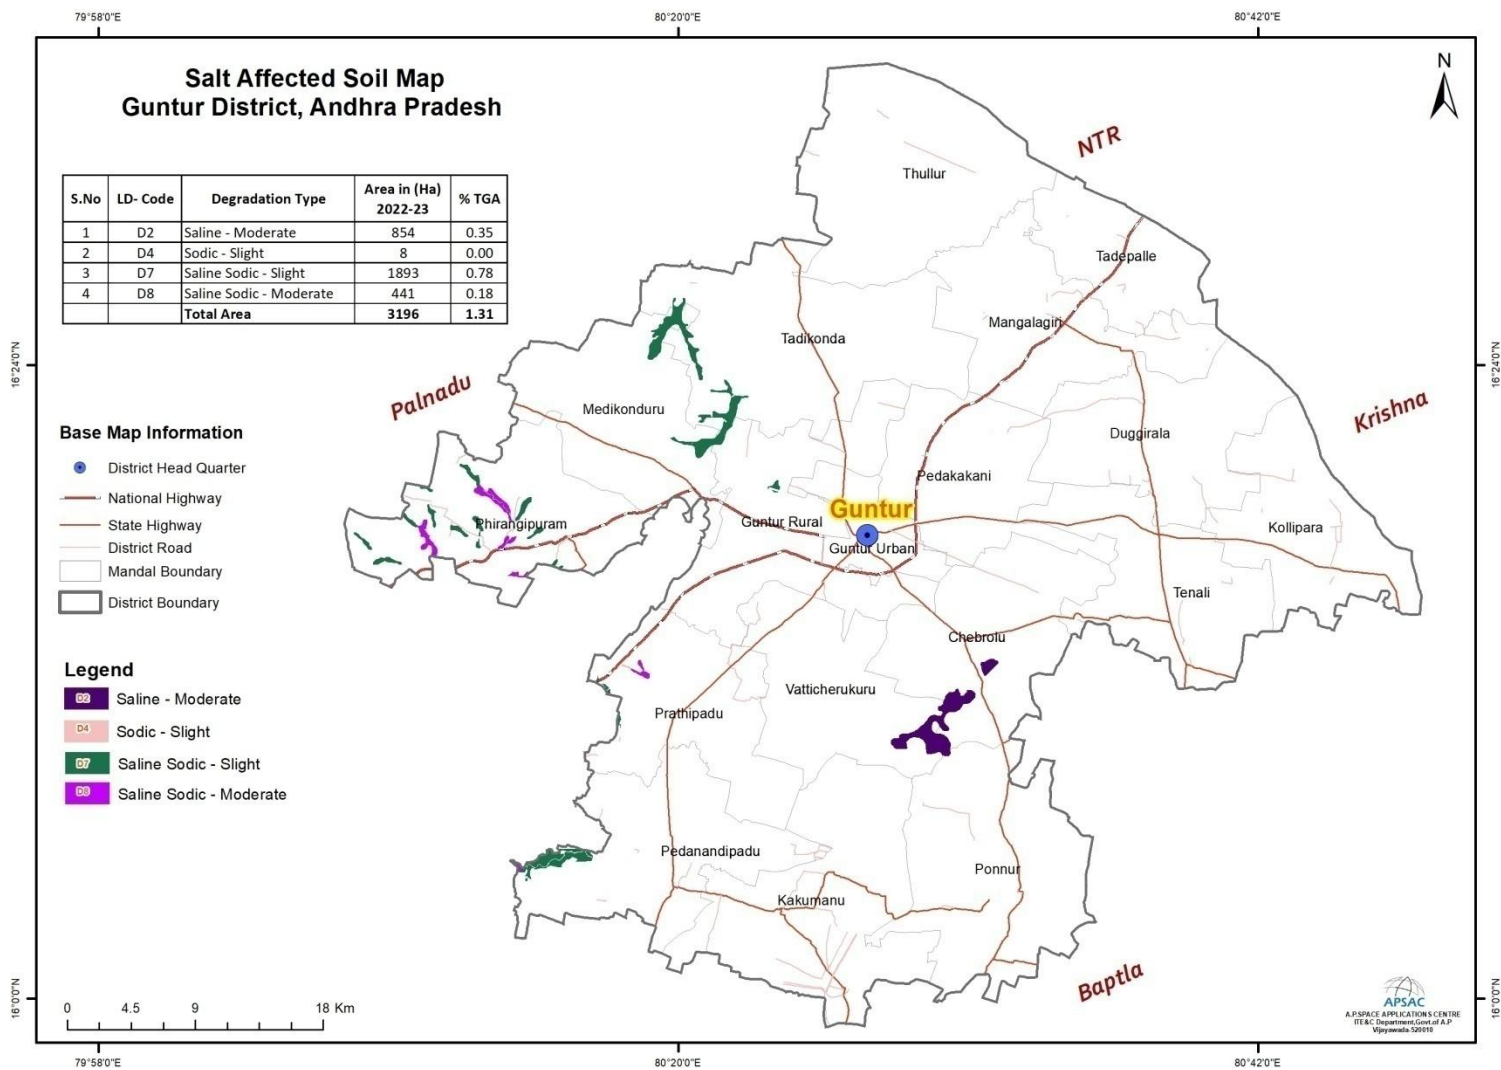 79°58'0"E 80°20'0"E 80°42'0"E
N
Salt Affected Soil Map
Guntur District, Andhra Pradesh
S.No LD- Code Degradation Type Area in (Ha) 2022-23 % TGA
1 D2 Saline - Moderate 854 0.35
2 D4 Sodic - Slight 8 0.00
3 D7 Saline Sodic - Slight 1893 0.78
4 D8 Saline Sodic - Moderate 441 0.18
Total Area 3196 1.31
NTR
Thullur
Tadepalle
Mangalagiri
Tadikonda
16°24'0"N 16°24'0"N
Palnadu
Medikonduru
Krishna
Duggirala
Pedakakani
Guntur
Phirangipuram
Guntur Rural
Kollipara
Guntur Urban
Tenali
Chebrolu
Vatticherukuru
Prathipadu
Pedanandipadu
Ponnur
Kakumanu
Baptla
Base Map Information
District Head Quarter
National Highway
State Highway
District Road
Mandal Boundary
District Boundary
Legend
D2 Saline - Moderate
D4 Sodic - Slight
D7 Saline Sodic - Slight
D8 Saline Sodic - Moderate
16°0'0"N 16°0'0"N
0 4.5 9 18 Km
APSAC
A.P.SPACE APPLICATIONS CENTRE
ITE&C Department,Govt.of A.P
Vijayawada-520010
79°58'0"E 80°20'0"E 80°42'0"E